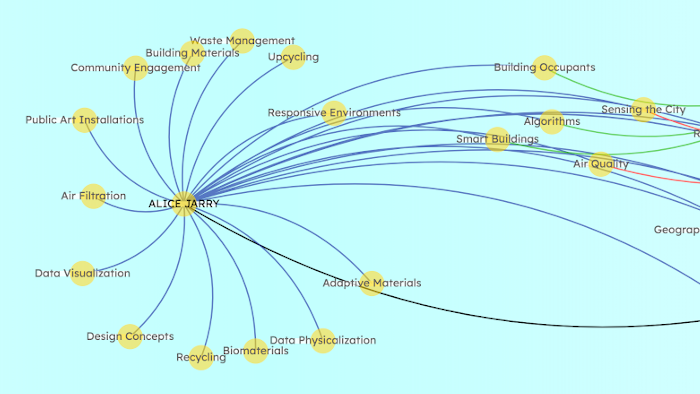 Waste Management
Building Materials
Upcycling
Community Engagement
Building Occupants
Sensing the City
Public Art Installations
Responsive Environments
Algorithms
Smart Buildings
Air Quality
Air Filtration
ALICE JARRY
Geograp
Data Visualization
Adaptive Materials
Design Concepts
Data Physicalization
Recycling
Biomaterials